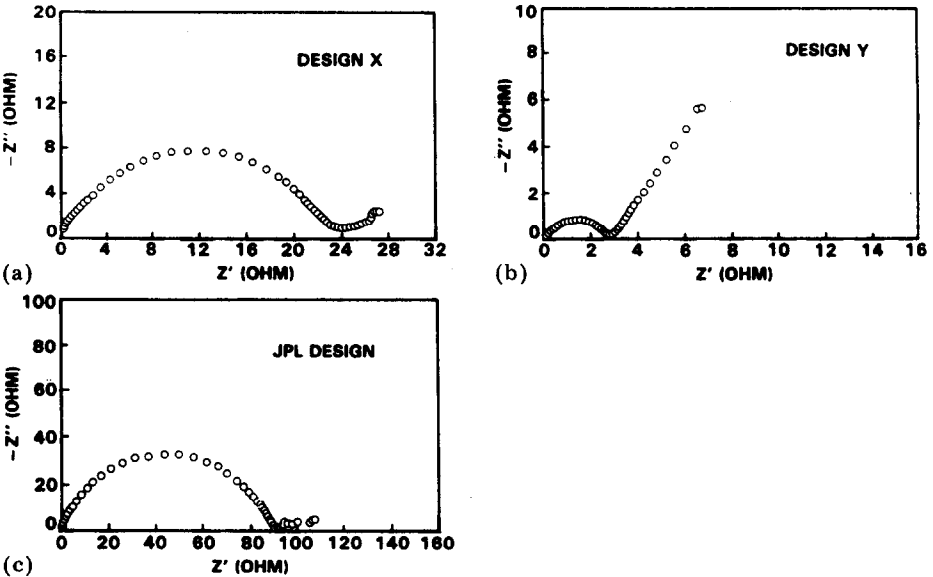 20
16
12
8
4
0
-Z'' (OHM)
DESIGN X
0 4 8 12 16 20 24 28 32
Z' (OHM)
(a)
10
8
6
4
2
0
-Z'' (OHM)
DESIGN Y
0 2 4 6 8 10 12 14 16
Z' (OHM)
(b)
100
80
60
40
20
0
-Z'' (OHM)
JPL DESIGN
0 20 40 60 80 100 120 140 160
Z' (OHM)
(c)